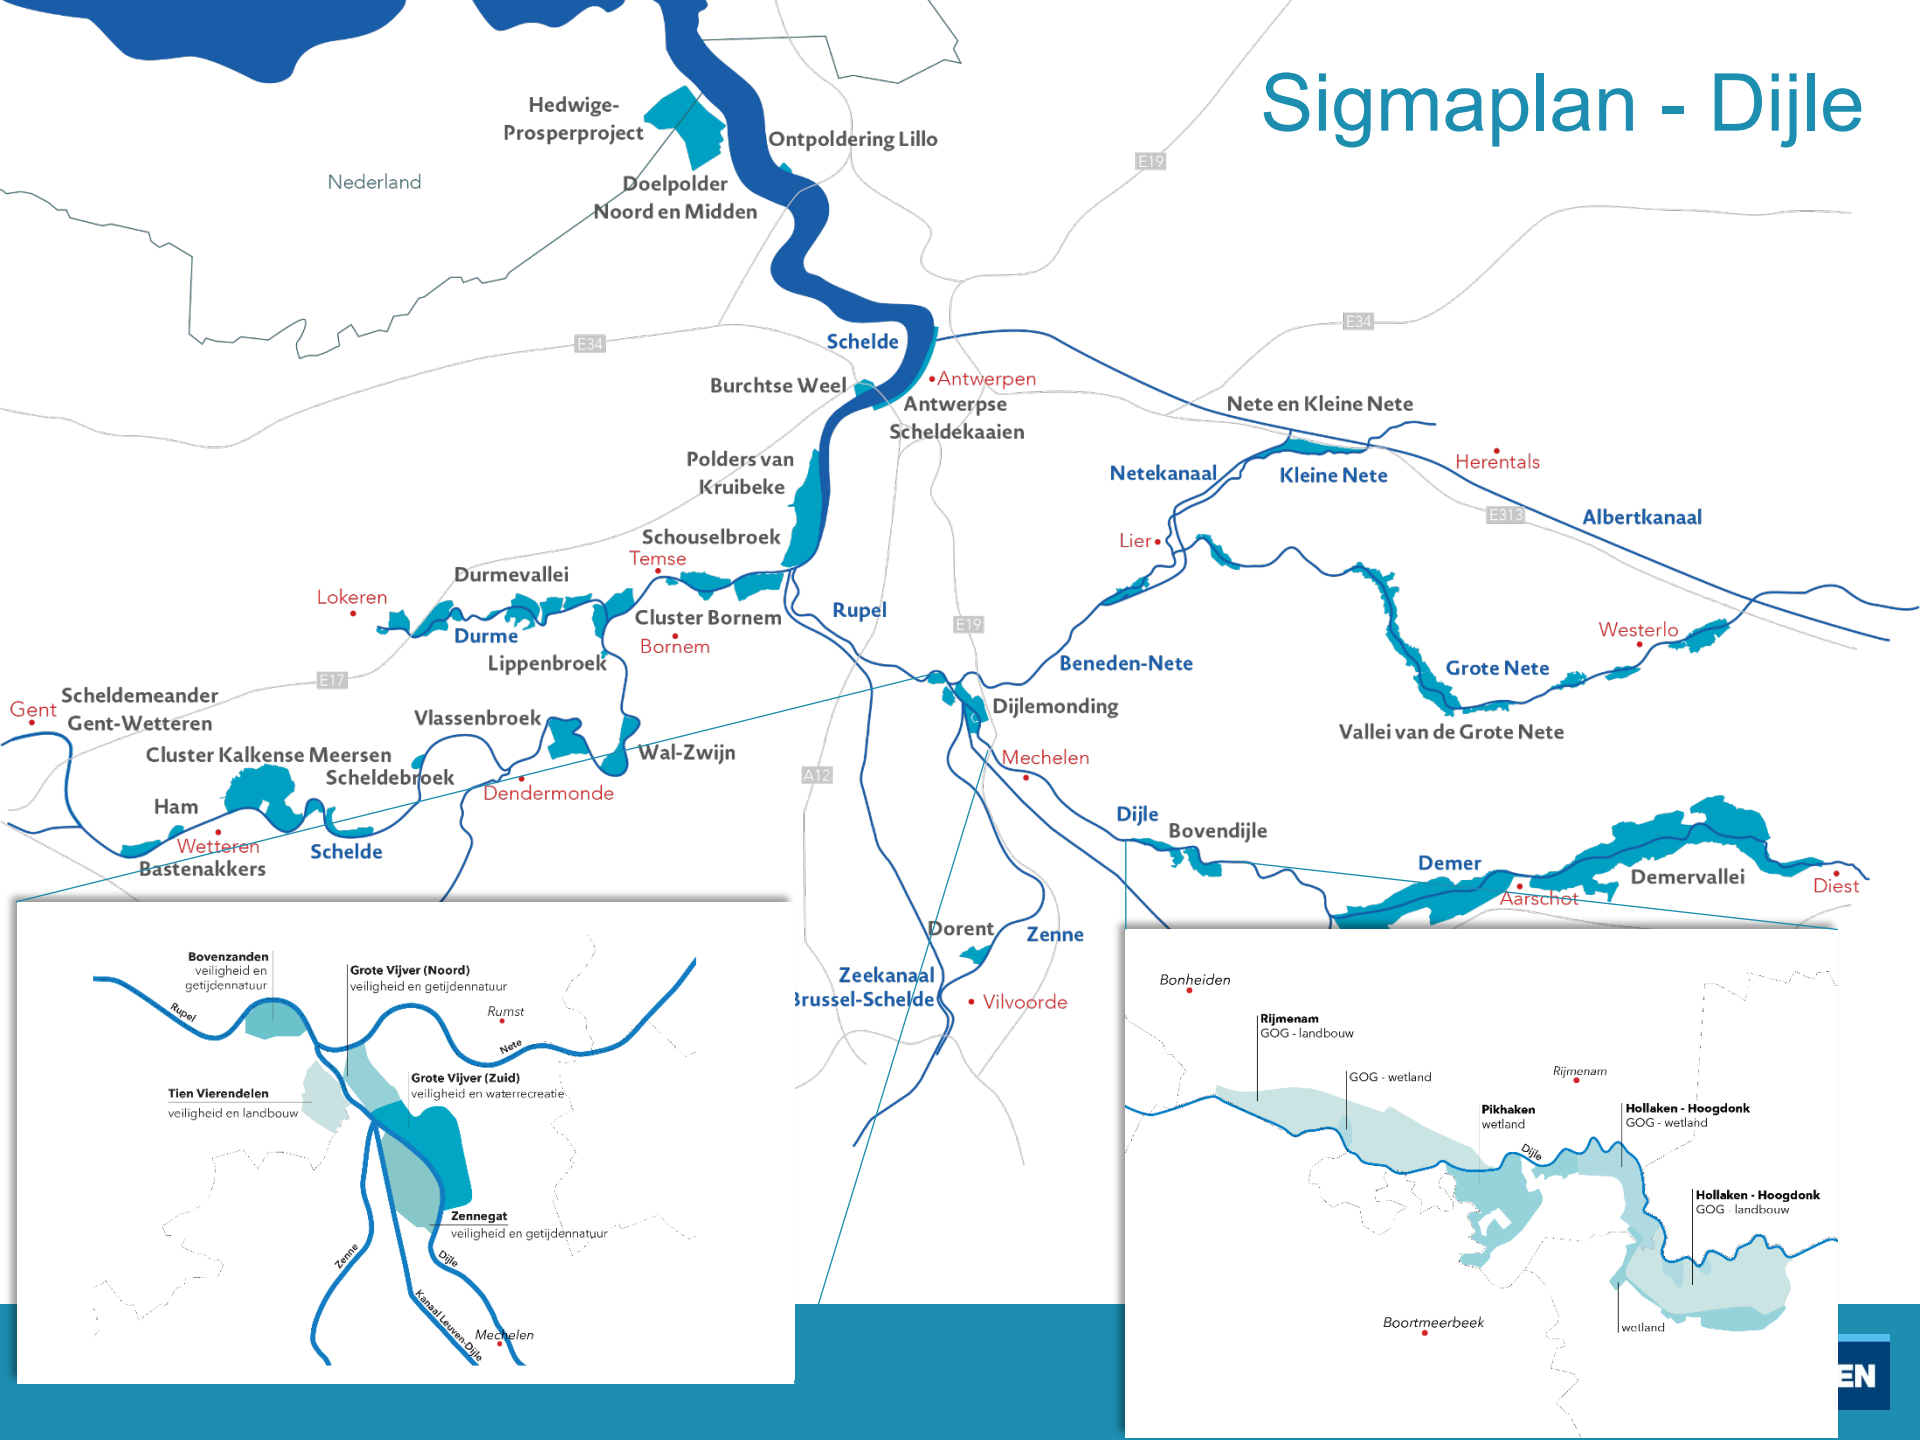 Sigmaplan - Dijle
Hedwige-
Prosperproject
Ontpoldering Lillo
E19
Nederland
Doelpolder
Noord en Midden
E34
E34
Schelde
Burchtse Weel
Antwerpen
Antwerpse
Scheldekaaien
Nete en Kleine Nete
Polders van
Kruibeke
Netekanaal
Kleine Nete
Herentals
E313
Albertkanaal
Schouselbroek
Temse
Lier
Durmevallei
Lokeren
Durme
Cluster Bornem
Bornem
Rupel
E19
Westerlo
Lippenbroek
Beneden-Nete
Grote Nete
E17
Scheldemeander
Gent-Wetteren
Gent
Vlassenbroek
Dijlemonding
Vallei van de Grote Nete
Cluster Kalkense Meersen
Scheldebroek
Wal-Zwijn
Mechelen
A12
Dendermonde
Ham
Wetteren
Schelde
Bastenakkers
Dijle
Bovendijle
Demer
Aarschot
Demervallei
Diest
Dorent
Zenne
Zeekanaal
Brussel-Schelde
Vilvoorde
Bovenzanden
veiligheid en
getijdennatuur
Grote Vijver (Noord)
veiligheid en getijdennatuur
Rupel
Rumst
Nete
Tien Vierendelen
veiligheid en landbouw
Grote Vijver (Zuid)
veiligheid en waterrecreatie
Zennegat
veiligheid en getijdennatuur
Zenne
Dijle
Kanaal Leuven-Dijle
Mechelen
Bonheiden
Rijmenam
GOG - landbouw
GOG - wetland
Rijmenam
Pikhaken
wetland
Hollaken - Hoogdonk
GOG - wetland
Dijle
Hollaken - Hoogdonk
GOG - landbouw
Boortmeerbeek
wetland
EN